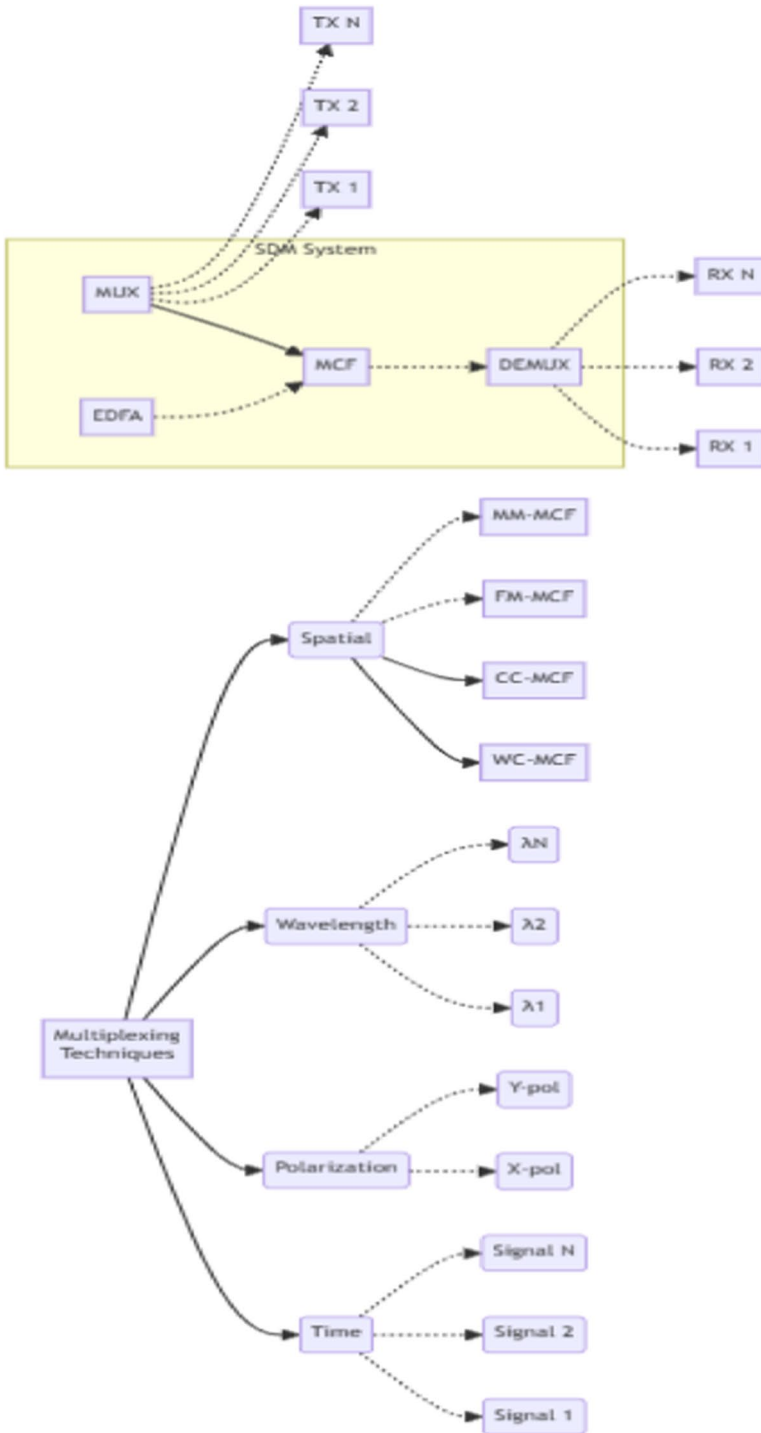 TX N
TX 2
TX 1
SDM System
MUX
RX N
MCF
DEMUX
RX 2
EDFA
RX 1
MM-MCF
FM-MCF
Spatial
CC-MCF
WC-MCF
λN
Wavelength
λ2
λ1
Multiplexing
Techniques
Y-pol
Polarization
X-pol
Signal N
Time
Signal 2
Signal 1